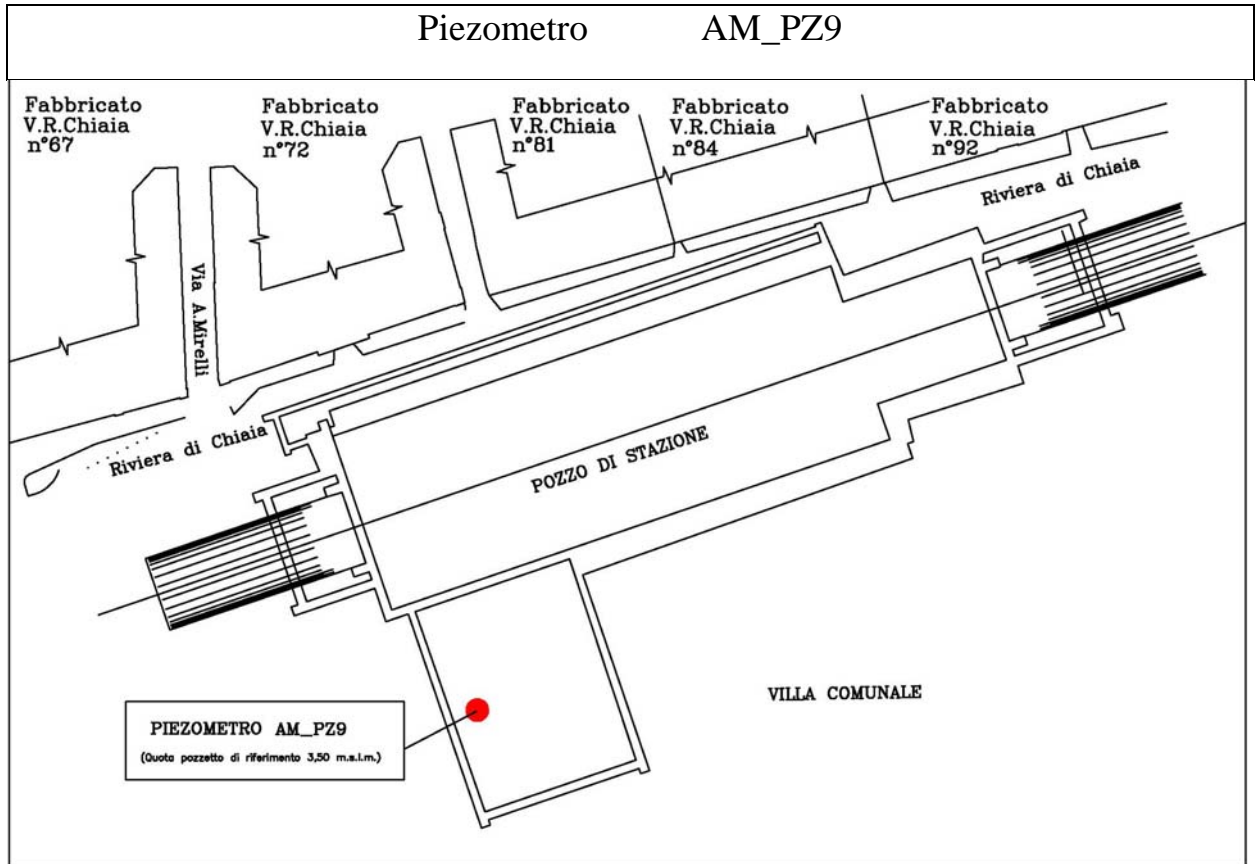 Piezometro AM_PZ9
Fabbricato
V.R.Chiaia
n°67
Fabbricato
V.R.Chiaia
n°72
Fabbricato
V.R.Chiaia
n°81
Fabbricato
V.R.Chiaia
n°84
Fabbricato
V.R.Chiaia
n°92
Riviera di Chiaia
Via A.Mirelli
Riviera di Chiaia
POZZO DI STAZIONE
VILLA COMUNALE
PIEZOMETRO AM_PZ9
(Quota pozzetto di riferimento 3,50 m.s.l.m.)